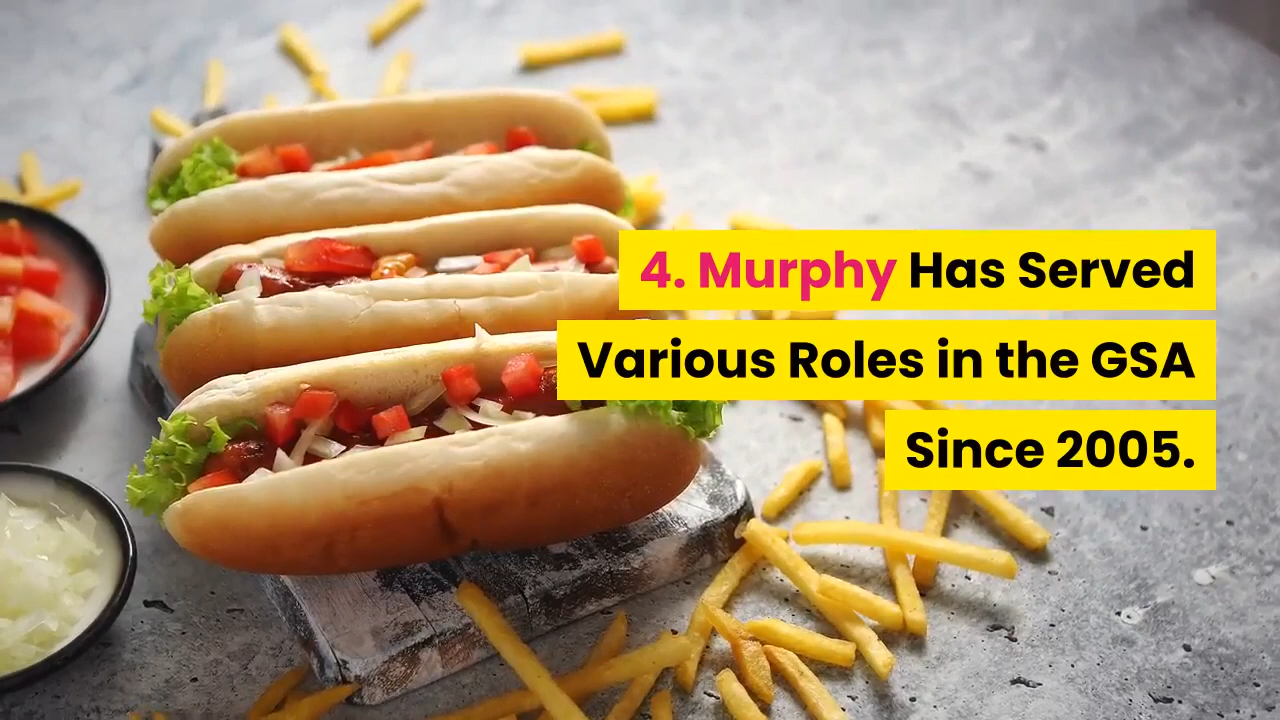 4. Murphy Has Served
Various Roles in the GSA
Since 2005.